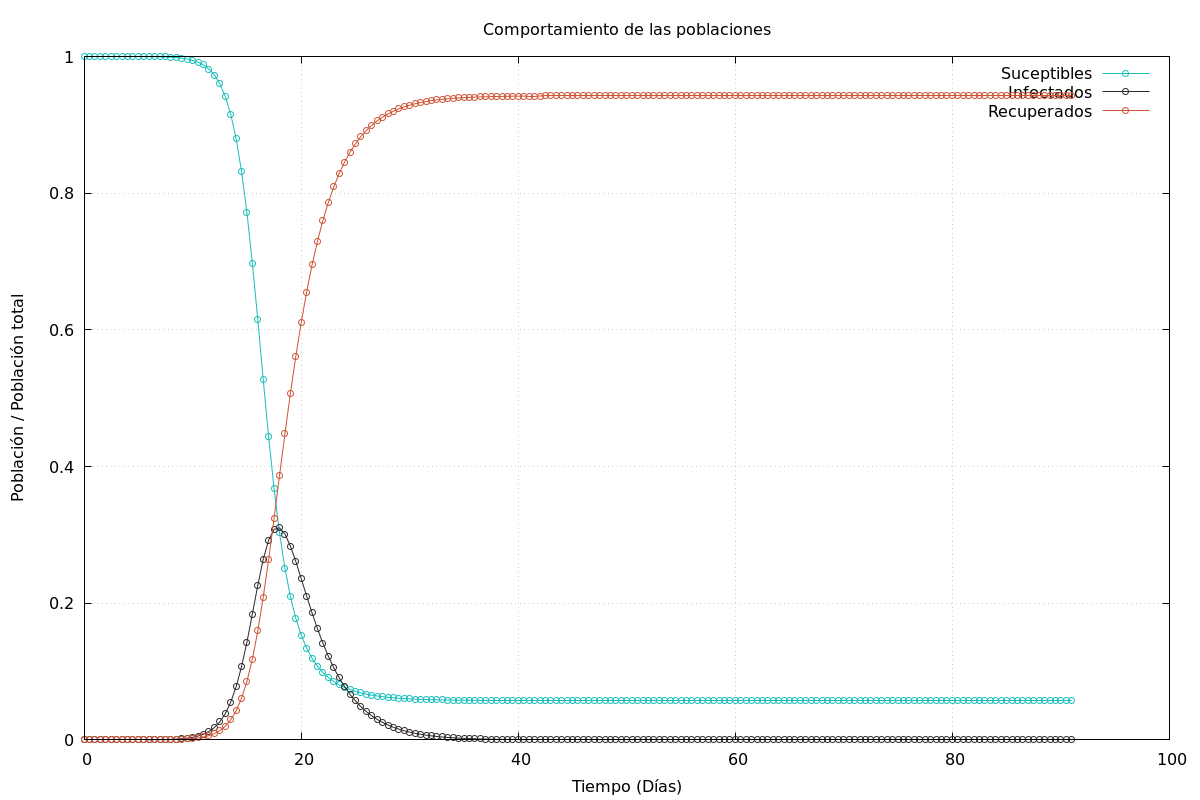 Comportamiento de las poblaciones
1
0.8
0.6
0.4
0.2
0
0 20 40 60 80 100
Suceptibles
Infectados
Recuperados
Población / Población total
Tiempo (Días)